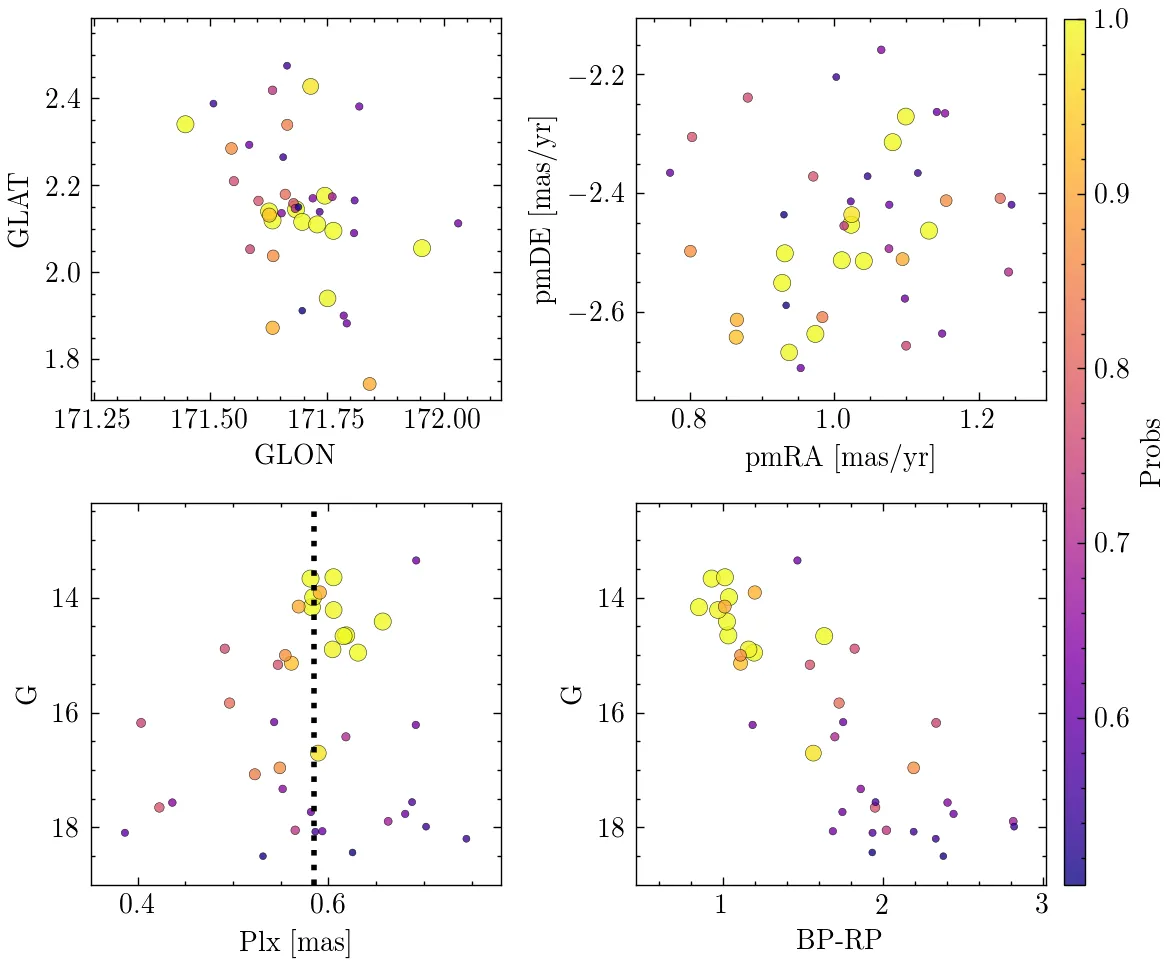 2.4
2.2
2.0
1.8
GLAT
171.25 171.50 171.75 172.00
GLON
−2.2
−2.4
−2.6
pmDE [mas/yr]
0.8 1.0 1.2
pmRA [mas/yr]
14
16
18
G
0.4 0.6
Plx [mas]
14
16
18
G
1 2 3
BP-RP
1.0
0.9
0.8
0.7
0.6
Probs